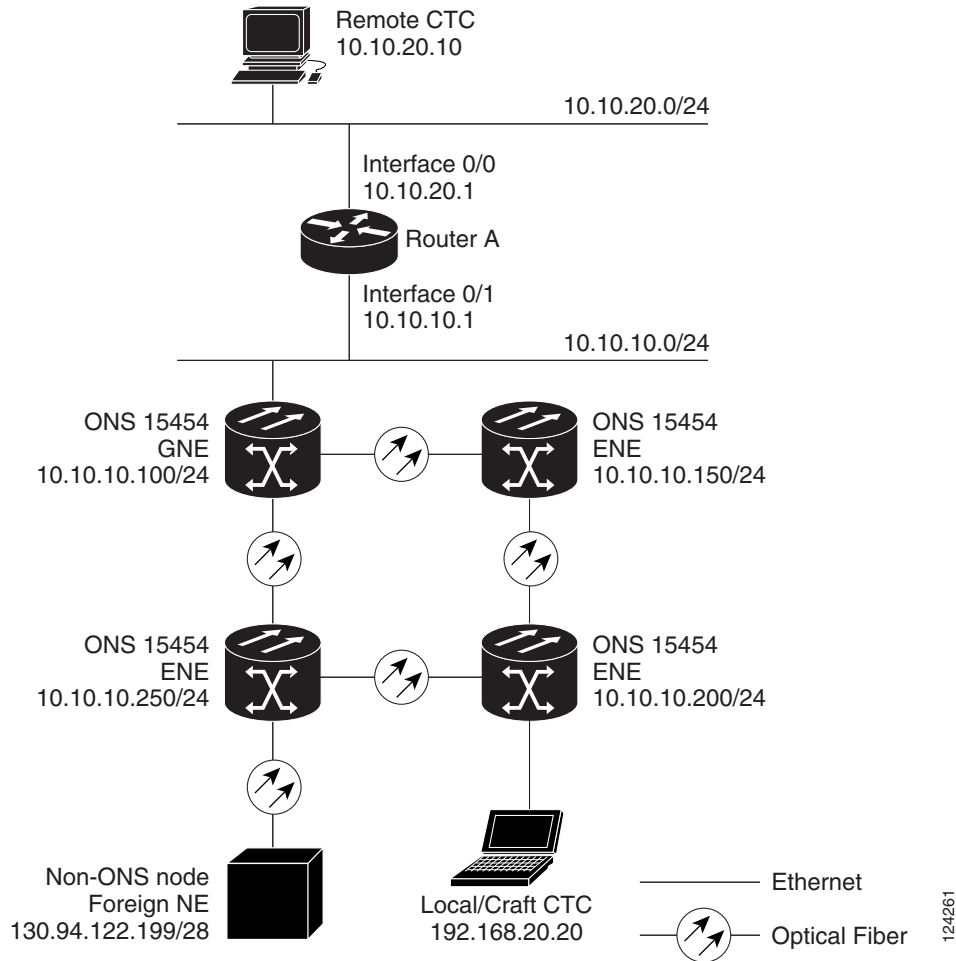 Remote CTC
10.10.20.10
10.10.20.0/24
Interface 0/0
10.10.20.1
Router A
Interface 0/1
10.10.10.1
10.10.10.0/24
ONS 15454
GNE
10.10.10.100/24
ONS 15454
ENE
10.10.10.150/24
ONS 15454
ENE
10.10.10.250/24
ONS 15454
ENE
10.10.10.200/24
Non-ONS node
Foreign NE
130.94.122.199/28
Local/Craft CTC
192.168.20.20
Ethernet
Optical Fiber
124261